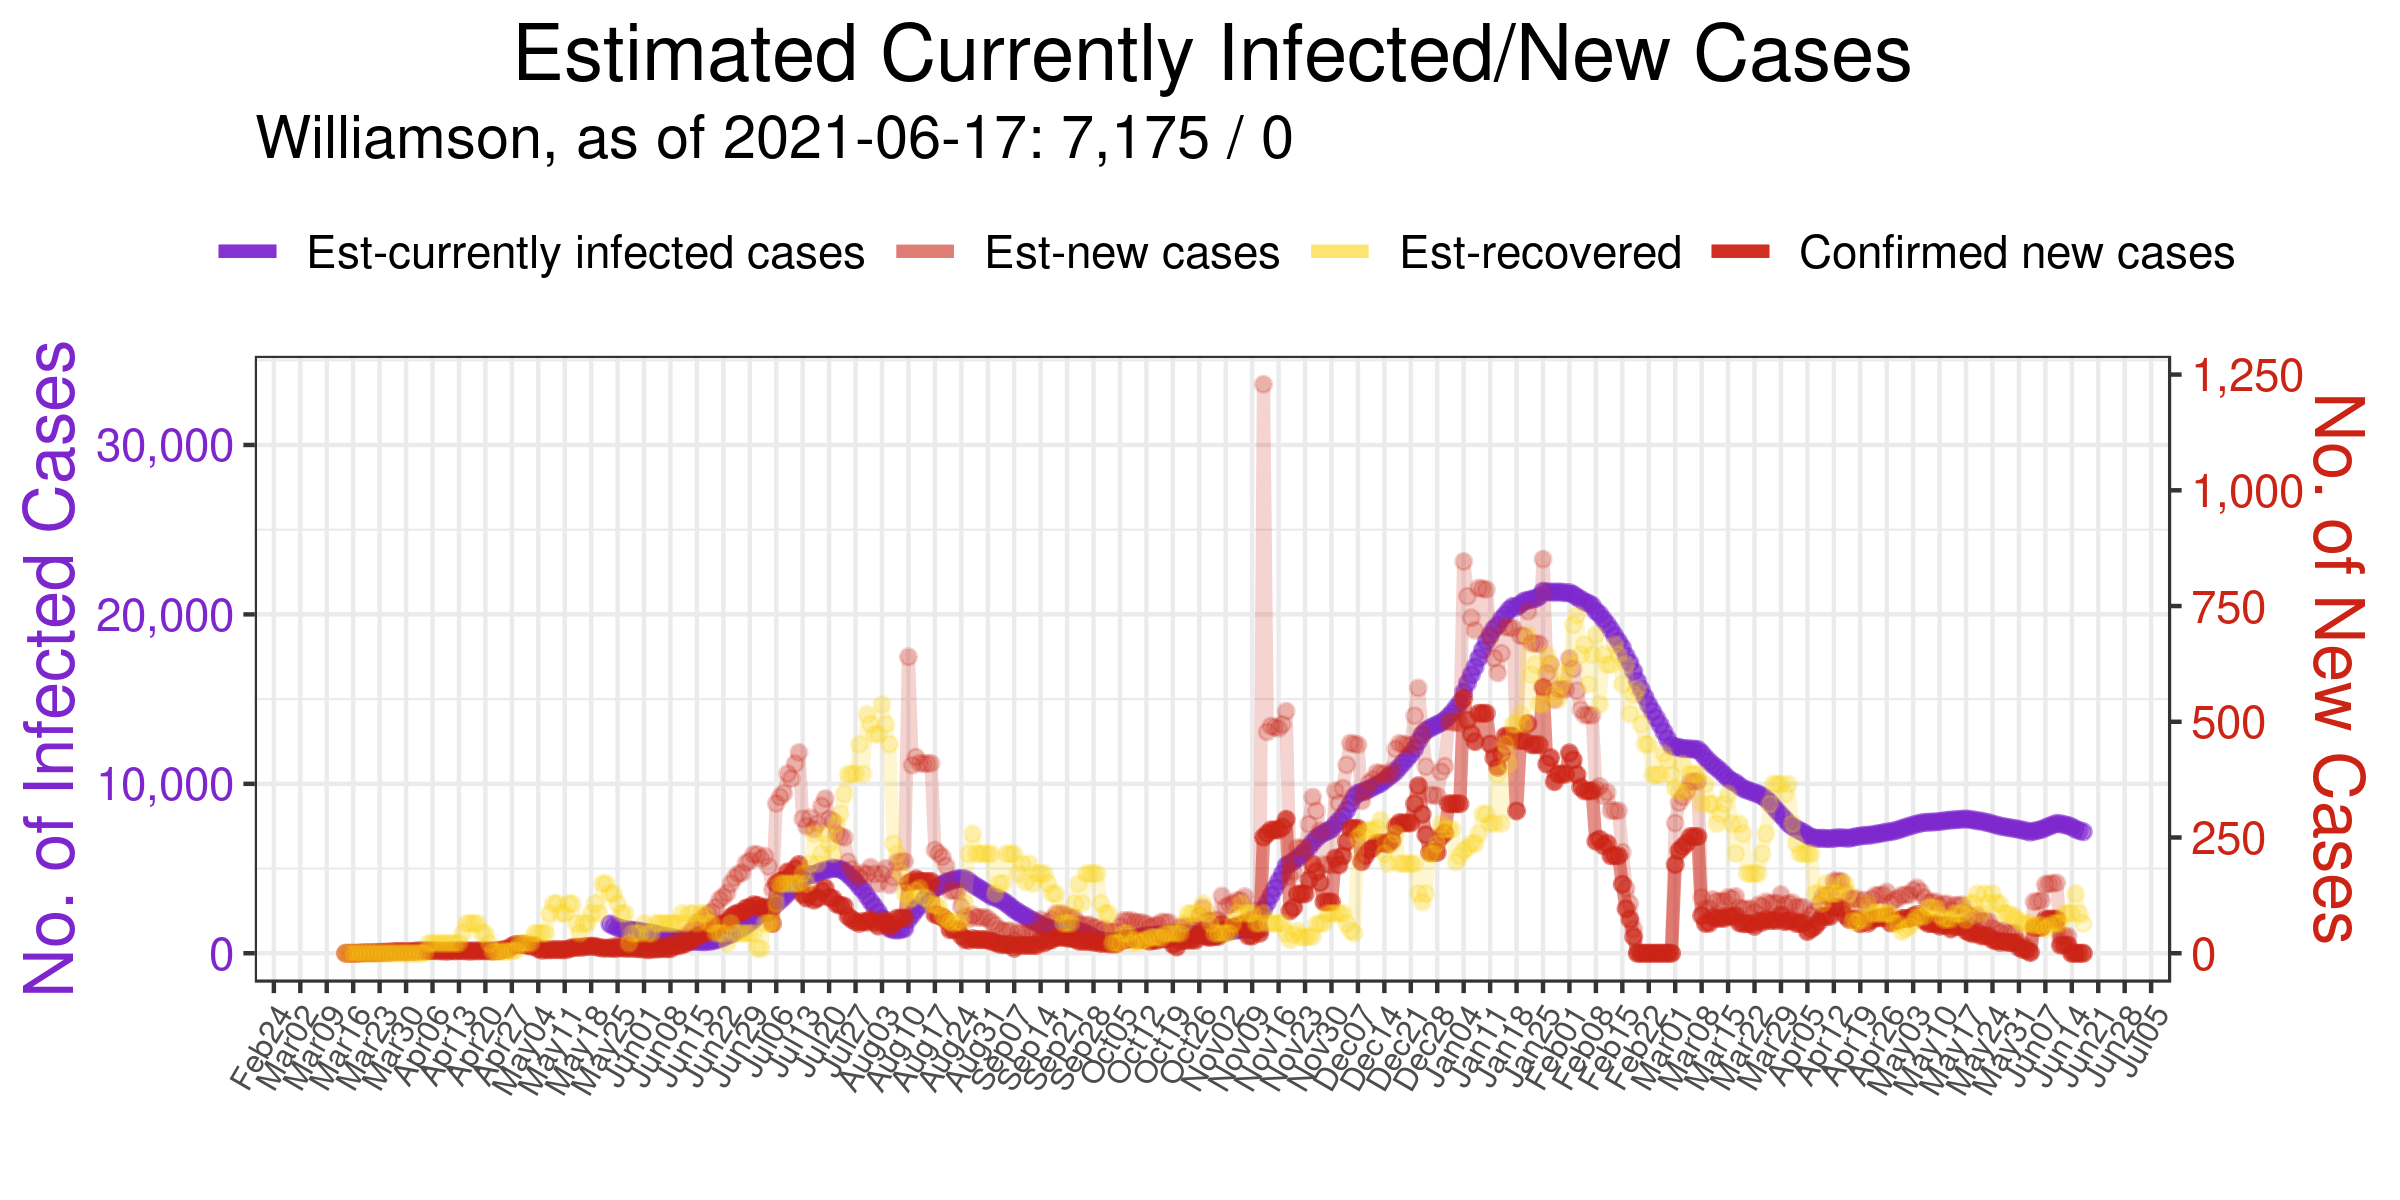 Estimated Currently Infected/New Cases
Williamson, as of 2021-06-17: 7,175 / 0
Est-currently infected cases
Est-new cases
Est-recovered
Confirmed new cases
No. of Infected Cases
30,000
20,000
10,000
0
1,250
1,000
750
500
250
0
No. of New Cases
Feb24
Mar02
Mar09
Mar16
Mar23
Mar30
Apr06
Apr13
Apr20
Apr27
May04
May11
May18
May25
Jun01
Jun08
Jun15
Jun22
Jun29
Jul06
Jul13
Jul20
Jul27
Aug03
Aug10
Aug17
Aug24
Aug31
Sep07
Sep14
Sep21
Sep28
Oct05
Oct12
Oct19
Oct26
Nov02
Nov09
Nov16
Nov23
Nov30
Dec07
Dec14
Dec21
Dec28
Jan04
Jan11
Jan18
Jan25
Feb01
Feb08
Feb15
Feb22
Mar01
Mar08
Mar15
Mar22
Mar29
Apr05
Apr12
Apr19
Apr26
May03
May10
May17
May24
May31
Jun07
Jun14
Jun21
Jun28
Jul05